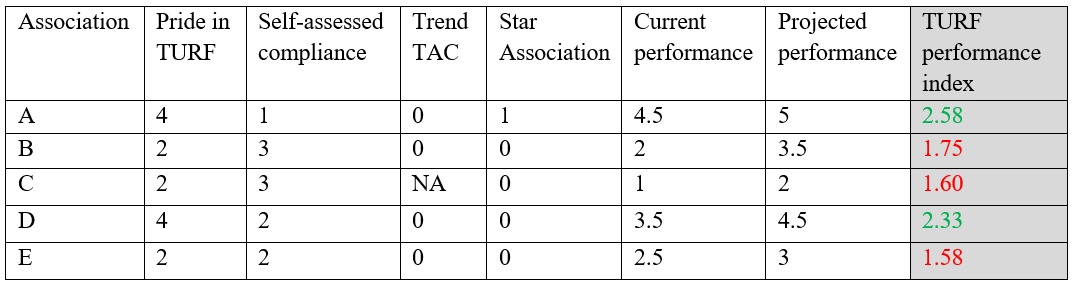 Association Pride in TURF Self-assessed compliance Trend TAC Star Association Current performance Projected performance TURF performance index
A 4 1 0 1 4.5 5 2.58
B 2 3 0 0 2 3.5 1.75
C 2 3 NA 0 1 2 1.60
D 4 2 0 0 3.5 4.5 2.33
E 2 2 0 0 2.5 3 1.58